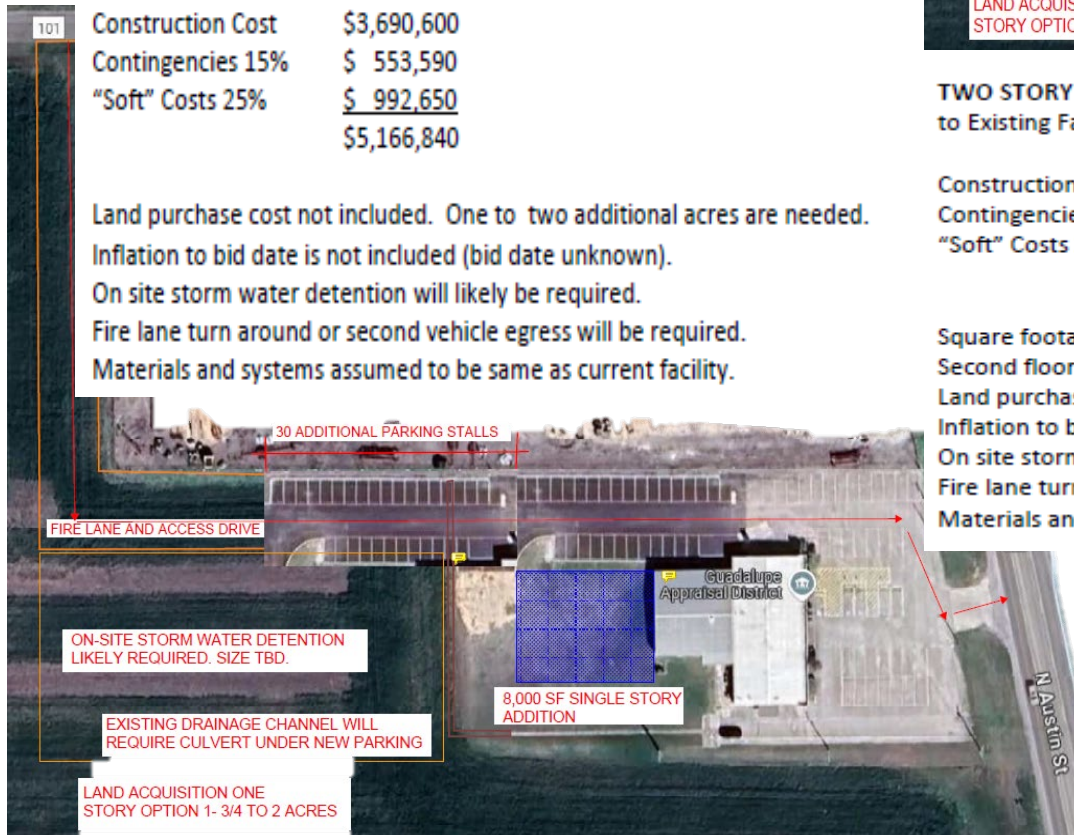 101
Construction Cost $3,690,600
Contingencies 15% $ 553,590
“Soft” Costs 25% $ 992,650
$5,166,840
Land purchase cost not included. One to two additional acres are needed.
Inflation to bid date is not included (bid date unknown).
On site storm water detention will likely be required.
Fire lane turn around or second vehicle egress will be required.
Materials and systems assumed to be same as current facility.
30 ADDITIONAL PARKING STALLS
FIRE LANE AND ACCESS DRIVE
Guadalupe
Appraisal District
ON-SITE STORM WATER DETENTION
LIKELY REQUIRED. SIZE TBD.
8,000 SF SINGLE STORY
ADDITION
EXISTING DRAINAGE CHANNEL WILL
REQUIRE CULVERT UNDER NEW PARKING
LAND ACQUISITION ONE
STORY OPTION 1- 3/4 TO 2 ACRES
N Austin St
LAND ACQUIS
STORY OPTIO
TWO STORY
to Existing Fa
Construction
Contingencie
“Soft” Costs
Square foota
Second floor
Land purchas
Inflation to b
On site storm
Fire lane turn
Materials an